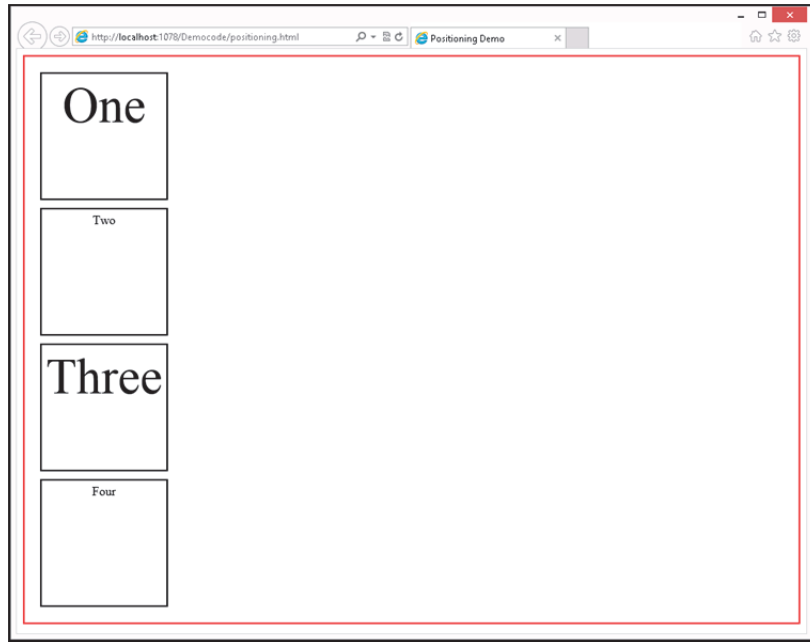 http://localhost:1078/Democode/positioning.html
Positioning Demo
One
Two
Three
Four